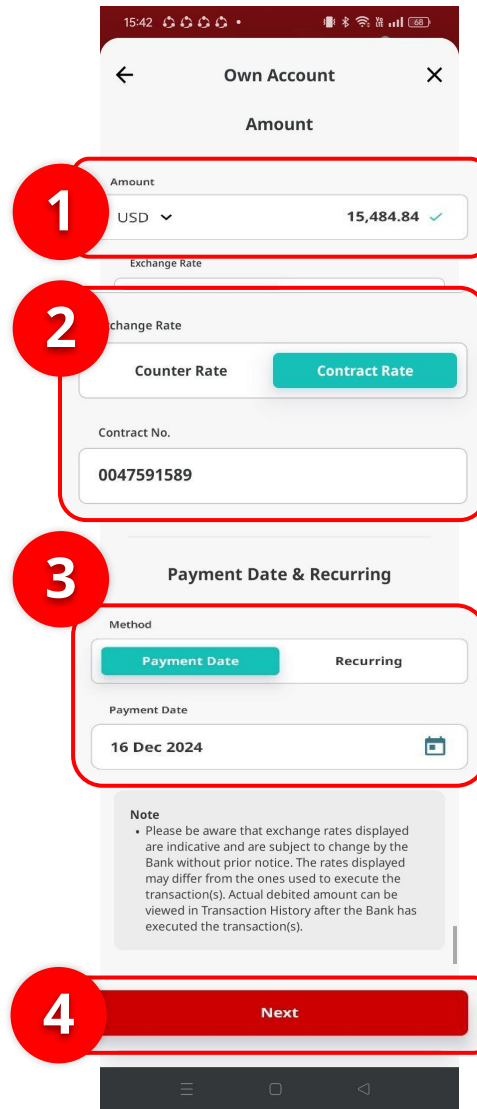 15:42
68
Own Account
Amount
1
Amount
USD
15,484.84
Exchange Rate
2
change Rate
Counter Rate
Contract Rate
Contract No.
0047591589
3
Payment Date & Recurring
Method
Payment Date
Recurring
Payment Date
16 Dec 2024
Note
• Please be aware that exchange rates displayed
are indicative and are subject to change by the
Bank without prior notice. The rates displayed
may differ from the ones used to execute the
transaction(s). Actual debited amount can be
viewed in Transaction History after the Bank has
executed the transaction(s).
4
Next